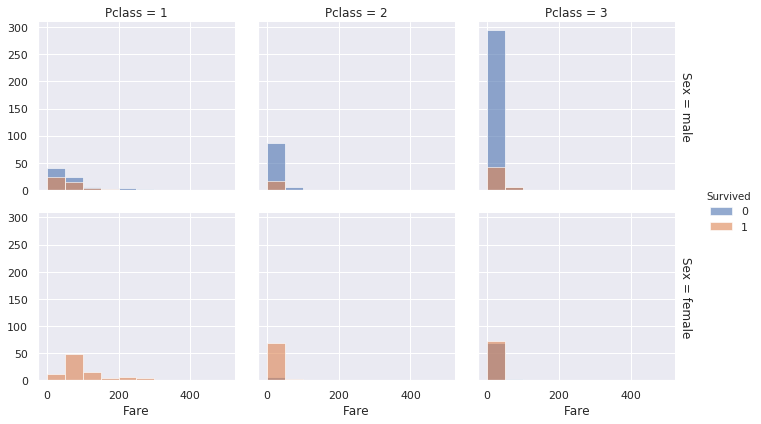 Pclass = 1
Pclass = 2
Pclass = 3
300
250
200
150
100
50
0
Sex = male
300
250
200
150
100
50
0
Sex = female
0 200 400
0 200 400
0 200 400
Fare
Fare
Fare
Survived
0
1